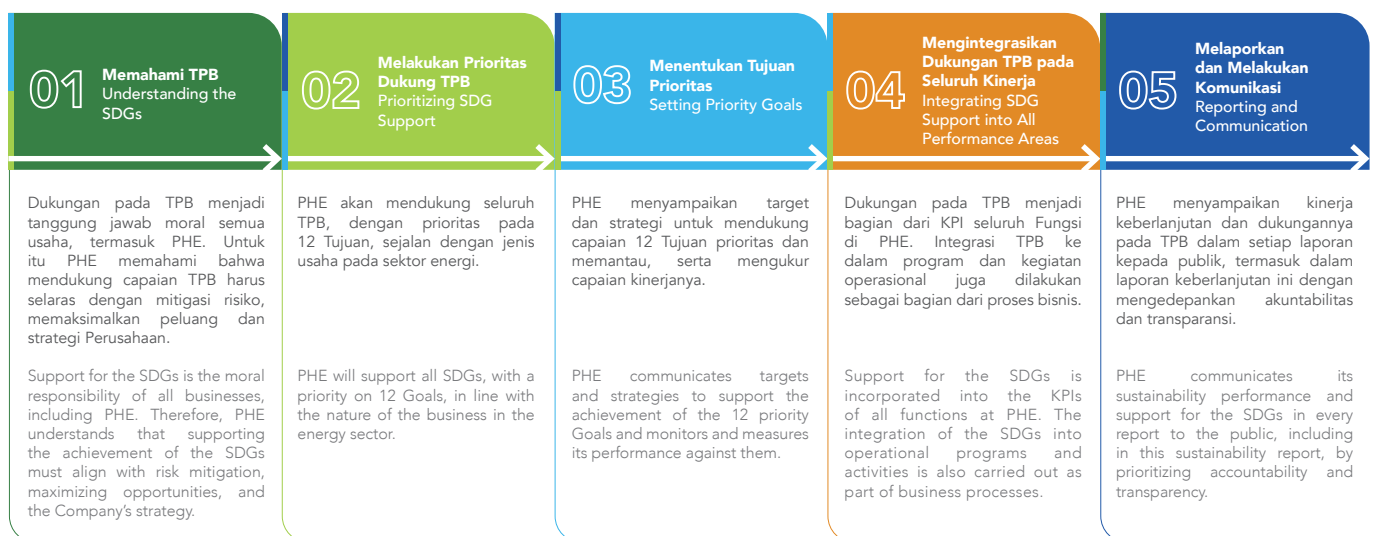 01
Memahami TPB
Understanding the
SDGs
Dukungan pada TPB menjadi
tanggung jawab moral semua
usaha, termasuk PHE. Untuk
itu PHE memahami bahwa
mendukung capaian TPB harus
selaras dengan mitigasi risiko,
memaksimalkan peluang dan
strategi Perusahaan.
Support for the SDGs is the moral
responsibility of all businesses,
including PHE. Therefore, PHE
understands that supporting
the achievement of the SDGs
must align with risk mitigation,
maximizing opportunities, and
the Company's strategy.
02
Melakukan Prioritas
Dukung TPB
Prioritizing SDG
Support
PHE akan mendukung seluruh
TPB, dengan prioritas pada
12 Tujuan, sejalan dengan jenis
usaha pada sektor energi.
PHE will support all SDGs, with a
priority on 12 Goals, in line with
the nature of the business in the
energy sector.
03
Menentukan Tujuan
Prioritas
Setting Priority Goals
PHE menyampaikan target
dan strategi untuk mendukung
capaian 12 Tujuan prioritas dan
memantau, serta mengukur
capaian kinerjanya.
PHE communicates targets
and strategies to support the
achievement of the 12 priority
Goals and monitors and measures
its performance against them.
04
Mengintegrasikan
Dukungan TPB pada
Seluruh Kinerja
Integrating SDG
Support into All
Performance Areas
Dukungan pada TPB menjadi
bagian dari KPI seluruh Fungsi
di PHE. Integrasi TPB ke
dalam program dan kegiatan
operasional juga dilakukan
sebagai bagian dari proses bisnis.
Support for the SDGs is
incorporated into the KPIs
of all functions at PHE. The
integration of the SDGs into
operational programs and
activities is also carried out as
part of business processes.
05
Melaporkan
dan Melakukan
Komunikasi
Reporting and
Communication
PHE menyampaikan kinerja
keberlanjutan dan dukungannya
pada TPB dalam setiap laporan
kepada publik, termasuk dalam
laporan keberlanjutan ini dengan
mengedepankan akuntabilitas
dan transparansi.
PHE communicates its
sustainability performance and
support for the SDGs in every
report to the public, including
in this sustainability report, by
prioritizing accountability and
transparency.